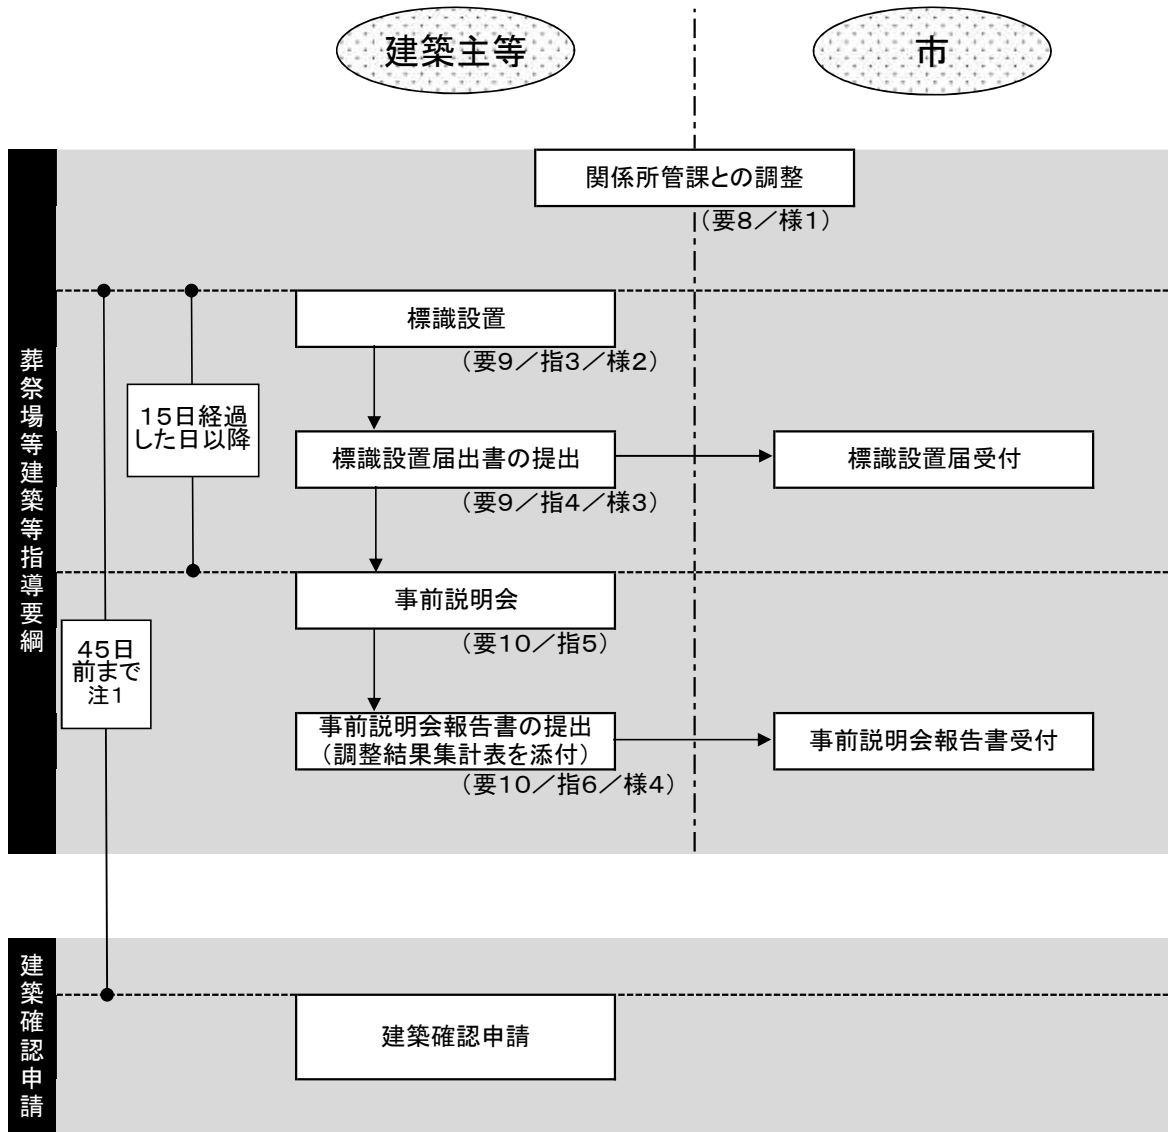 建築主等
市
葬祭場等建築等指導要綱
関係所管課との調整
（要8／様1）
標識設置
（要9／指3／様2）
15日経過
した日以降
標識設置届出書の提出
標識設置届受付
（要9／指4／様3）
事前説明会
（要10／指5）
45日
前まで
注1
事前説明会報告書の提出
（調整結果集計表を添付）
事前説明会報告書受付
（要10／指6／様4）
建築確認申請
建築確認申請